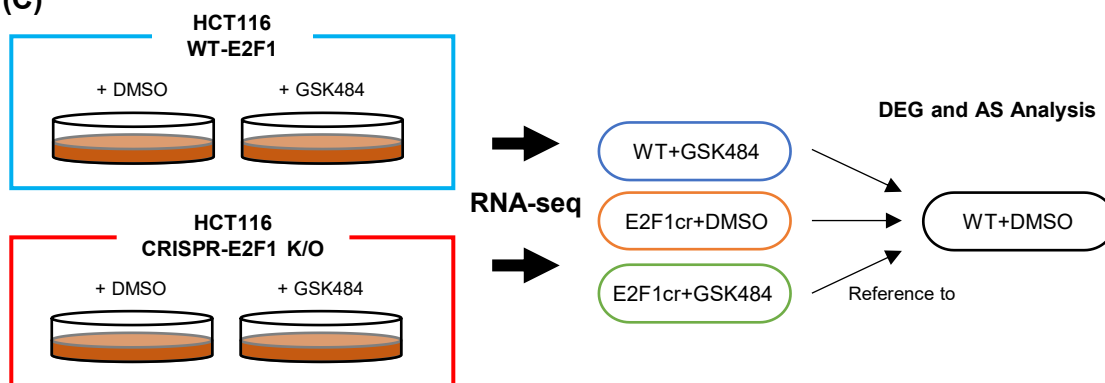 (C)
HCT116
WT-E2F1
+ DMSO
+ GSK484
HCT116
CRISPR-E2F1 K/O
+ DMSO
+ GSK484
RNA-seq
DEG and AS Analysis
WT+GSK484
E2F1cr+DMSO
E2F1cr+GSK484
WT+DMSO
Reference to